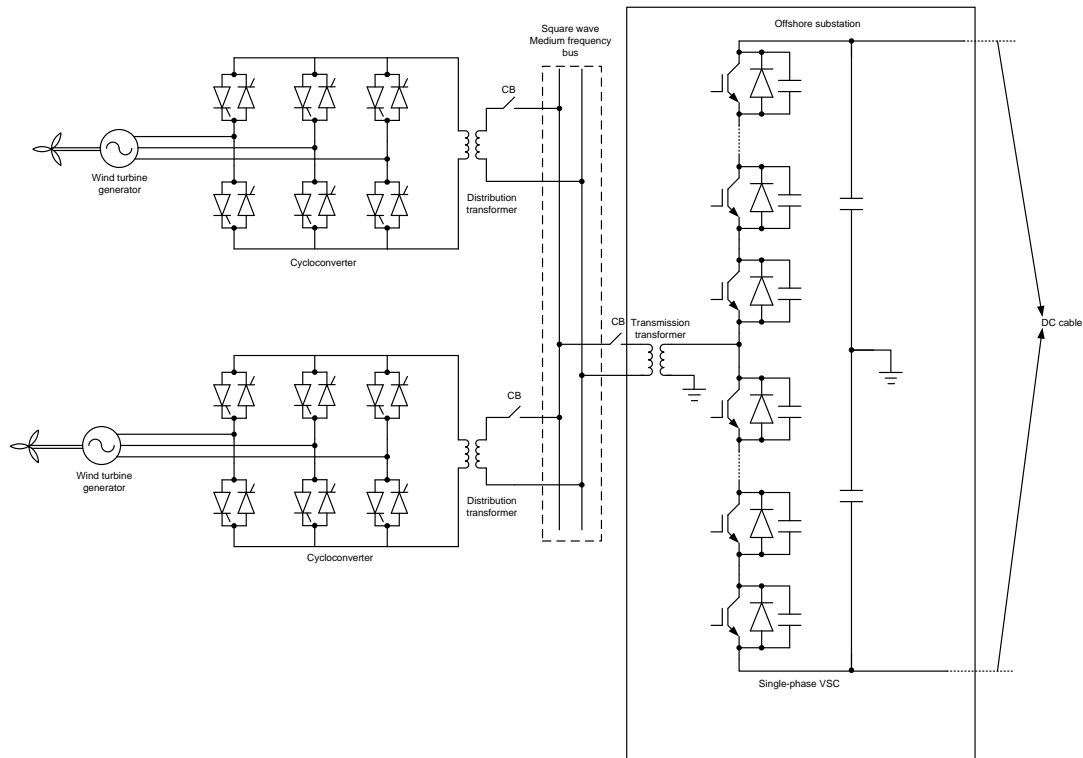 Offshore substation
Square wave
Medium frequency
bus
CB
Wind turbine
generator
Distribution
transformer
Cycloconverter
CB
Transmission
transformer
DC cable
CB
Wind turbine
generator
Distribution
transformer
Cycloconverter
Single-phase VSC